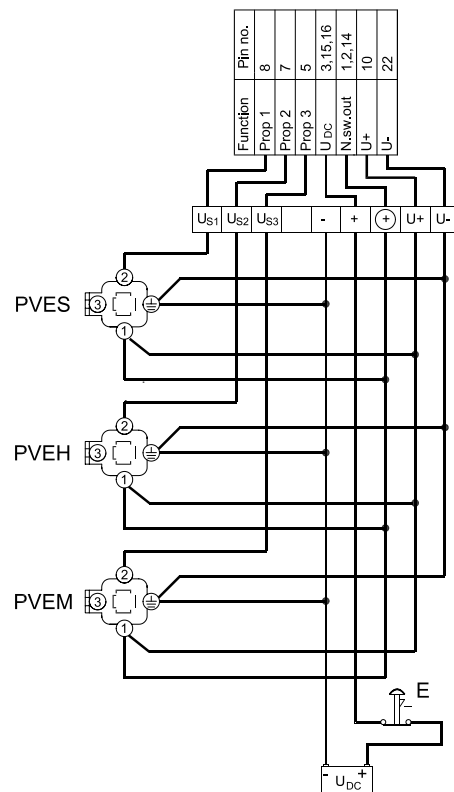 Function Pin no.
Prop 1 8
Prop 2 7
Prop 3 5
UDC 3,15,16
N.sw.out 1,2,14
U+ 10
U- 22
US1 US2 US3 - + + U+ U-
2
PVES 3
1
2
PVEH 3
1
2
PVEM 3
1
E
- UDC +